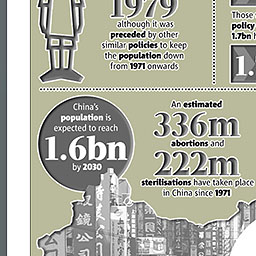 1979
although it was
preceded by other
similar policies to keep
the population down
from 1971 onwards
Those
policy
1.7bn
1.
China's
population is
expected to reach
1.6bn
by 2030
An estimated
336m
abortions and
222m
sterilisations have taken place
in China since 1971